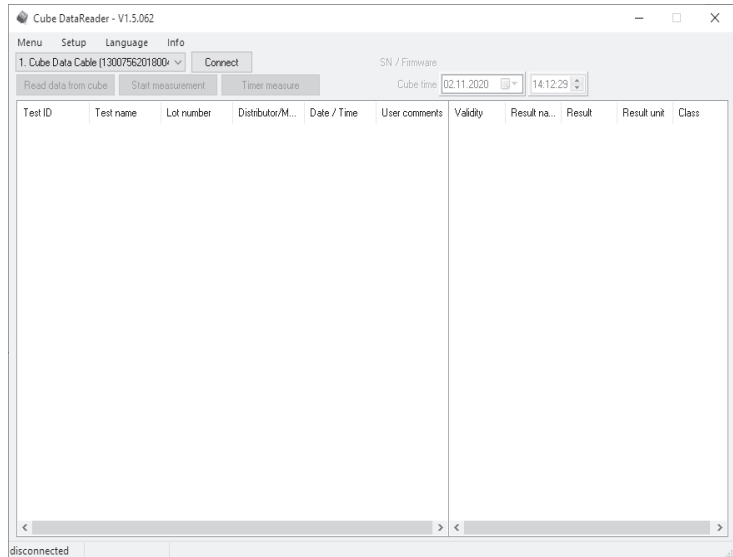 Cube DataReader - V1.5.062
Menu Setup Language Info
1. Cube Data Cable (1300756201800 Connect SN / Firmware
Read data from cube Start measurement Timer measure Cube time 02.11.2020 14:12:29
Test ID Test name Lot number Distributor/M... Date / Time User comments Validity Result na... Result Result unit Class
disconnected